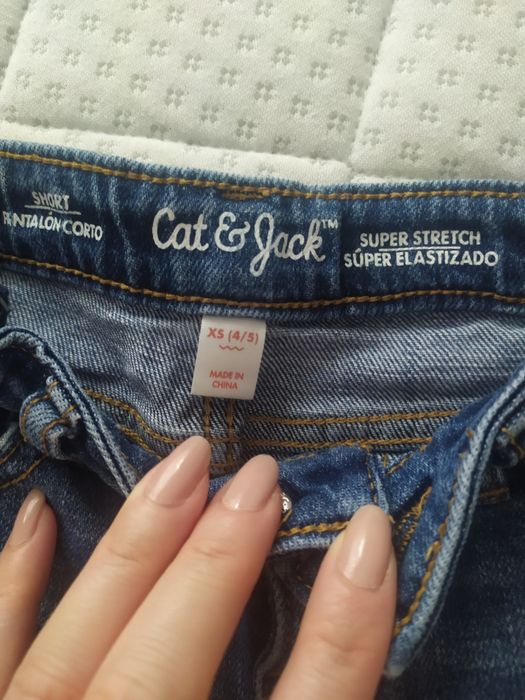 SHORT
PANTALÓN CORTO
Cat & Jack™
SUPER STRETCH
SÚPER ELASTIZADO
XS (4/5)
MADE IN
CHINA